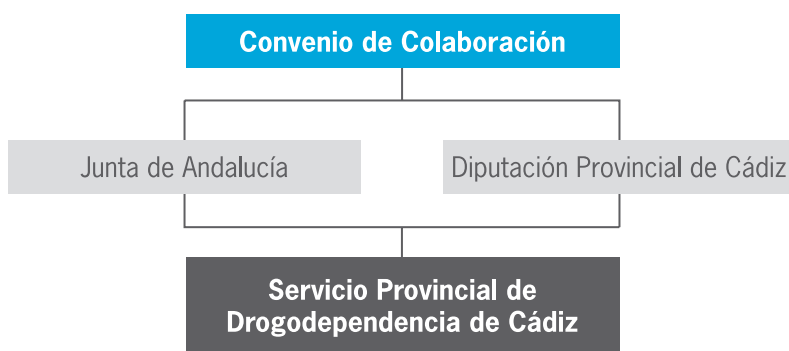 Convenio de Colaboración
Junta de Andalucía
Diputación Provincial de Cádiz
Servicio Provincial de
Drogodependencia de Cádiz